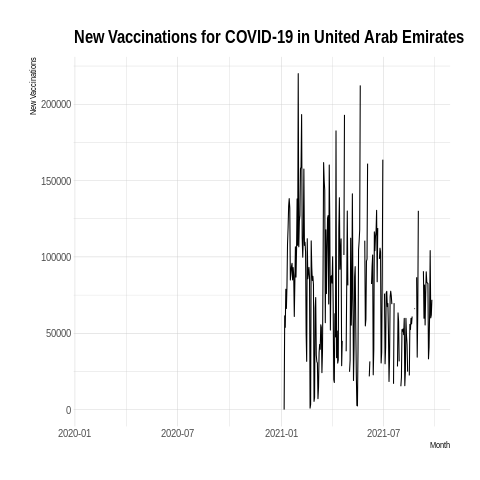 New Vaccinations for COVID-19 in United Arab Emirates
New Vaccinations
200000
150000
100000
50000
0
2020-01 2020-07 2021-01 2021-07
Month